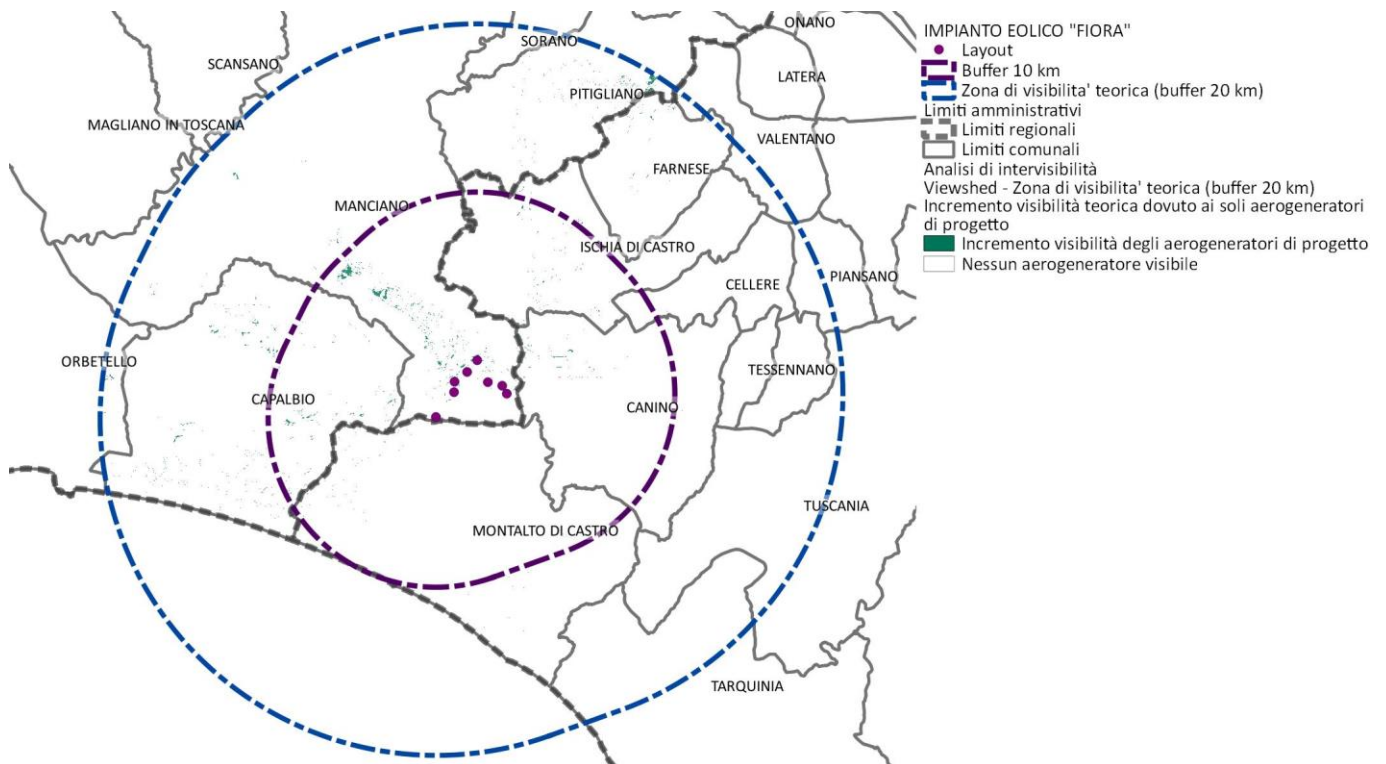 ONANO
SORANO
SCANSANO
LATERA
PITIGLIANO
MAGLIANO IN TOSCANA
VALENTANO
FARNESE
MANCIANO
ISCHIA DI CASTRO
PIANSANO
CELLERE
ORBETELLO
TESSENNANO
CAPALBIO
CANINO
TUSCANIA
MONTALTO DI CASTRO
TARQUINIA
IMPIANTO EOLICO "FIORA"
Layout
Buffer 10 km
Zona di visibilita' teorica (buffer 20 km)
Limiti amministrativi
Limiti regionali
Limiti comunali
Analisi di intervisibilità
Viewshed - Zona di visibilita' teorica (buffer 20 km)
Incremento visibilità teorica dovuto ai soli aerogeneratori
di progetto
Incremento visibilità degli aerogeneratori di progetto
Nessun aerogeneratore visibile